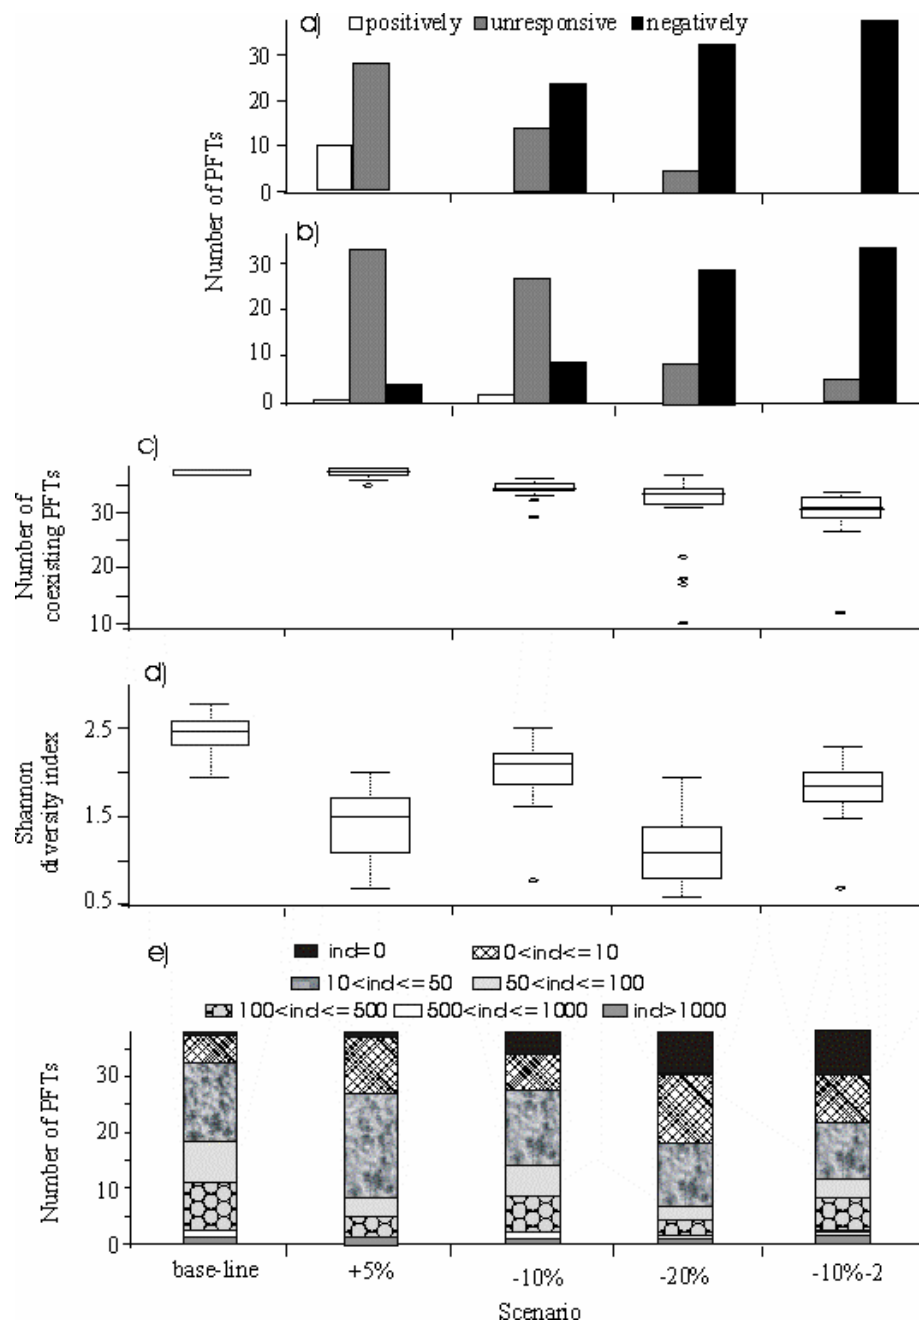 a) positively unresponsive negatively
30
20
10
0
Number of PFTs
b)
30
20
10
0
c)
Number of
coexisting PFTs
30
20
10
d)
Shannon
diversity index
2.5
1.5
0.5
e) ind=0 0<ind<=10
10<ind<=50 50<ind<=100
100<ind<=500 500<ind<=1000 ind>1000
Number of PFTs
30
20
10
0
base-line +5% -10% -20% -10%-2
Scenario